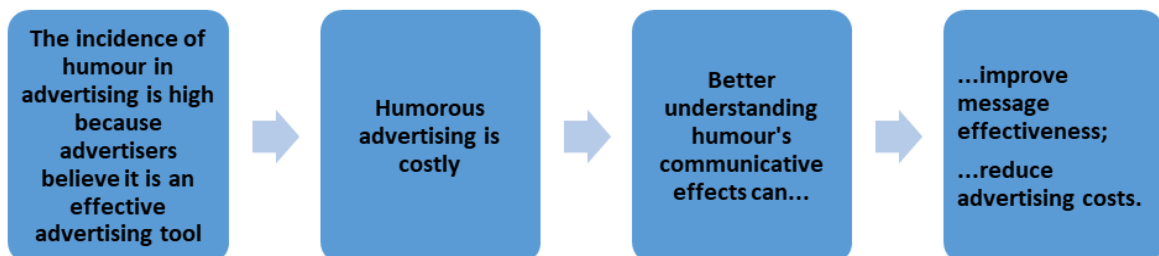 The incidence of
humour in
advertising is high
because
advertisers
believe it is an
effective
advertising tool
Humorous
advertising is
costly
Better
understanding
humour's
communicative
effects can...
...improve
message
effectiveness;
...reduce
advertising costs.